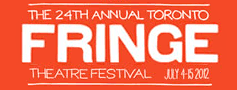 THE 24TH ANNUAL TORONTO
FRINGE
THEATRE FESTIVAL JULY 4-15 2012